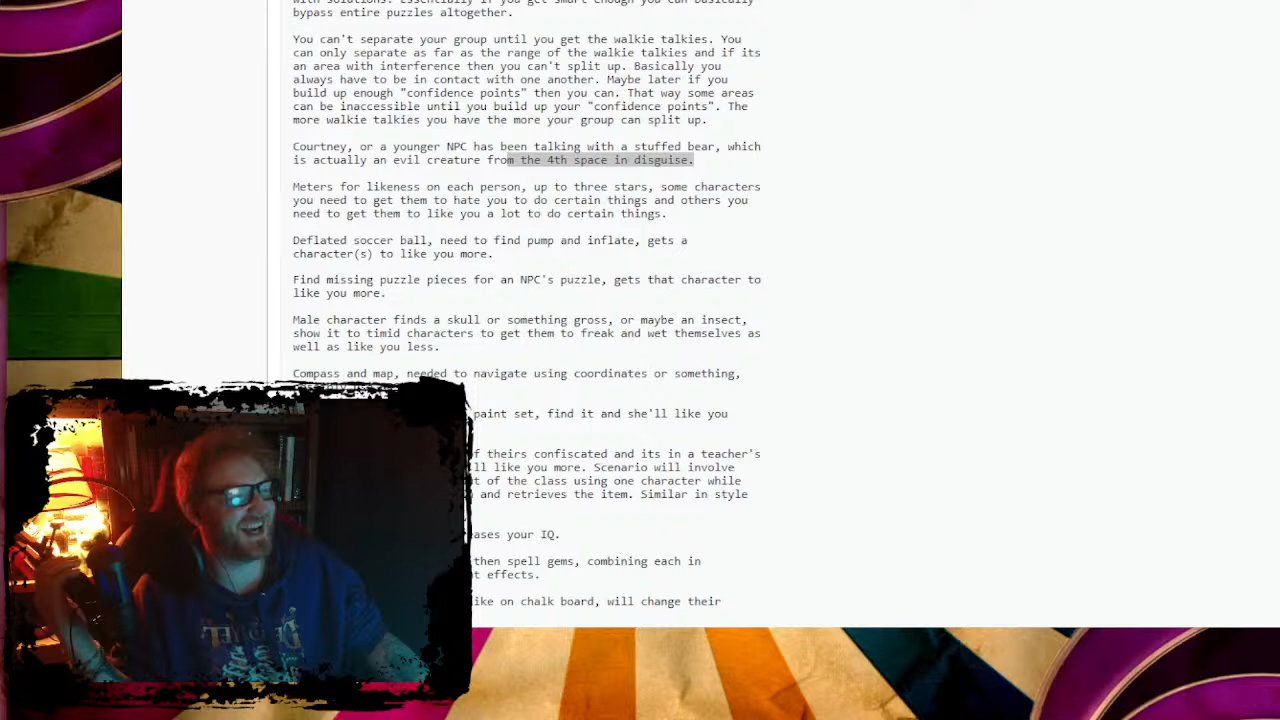 with solutions. Essentially if you get smart enough you can basically
bypass entire puzzles altogether.
You can't separate your group until you get the walkie talkies. You
can only separate as far as the range of the walkie talkies and if its
an area with interference then you can't split up. Basically you
always have to be in contact with one another. Maybe later if you
build up enough "confidence points" then you can. That way some areas
can be inaccessible until you build up your "confidence points". The
more walkie talkies you have the more your group can split up.
Courtney, or a younger NPC has been talking with a stuffed bear, which
is actually an evil creature from the 4th space in disguise.
Meters for likeness on each person, up to three stars, some characters
you need to get them to hate you to do certain things and others you
need to get them to like you a lot to do certain things.
Deflated soccer ball, need to find pump and inflate, gets a
character(s) to like you more.
Find missing puzzle pieces for an NPC's puzzle, gets that character to
like you more.
Male character finds a skull or something gross, or maybe an insect,
show it to timid characters to get them to freak and wet themselves as
well as like you less.
Compass and map, needed to navigate using coordinates or something,
paint set, find it and she'll like you
f theirs confiscated and its in a teacher's
ll like you more. Scenario will involve
t of the class using one character while
) and retrieves the item. Similar in style
eases your IQ.
then spell gems, combining each in
t effects.
ike on chalk board, will change their